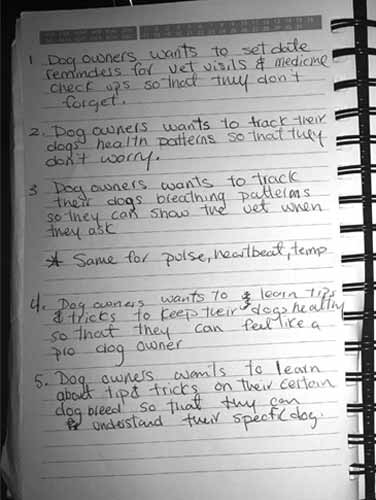 1 Dog owners wants to set date
reminders for vet visits & medicine
check ups so that they don't
forget.
2. Dog owners wants to track their
dogs health patterns so that they
don't worry.
3 Dog owners wants to track
their dogs breathing patterns
so they can show the vet when
they ask
* Same for pulse, heartbeat, temp
4. Dog owners wants to learn tips
& tricks to keep their dogs healthy
so that they can feel like a
pro dog owner
5. Dog owners wants to learn
about tips & tricks on their certain
dog breed so that they can
understand their specific dog.